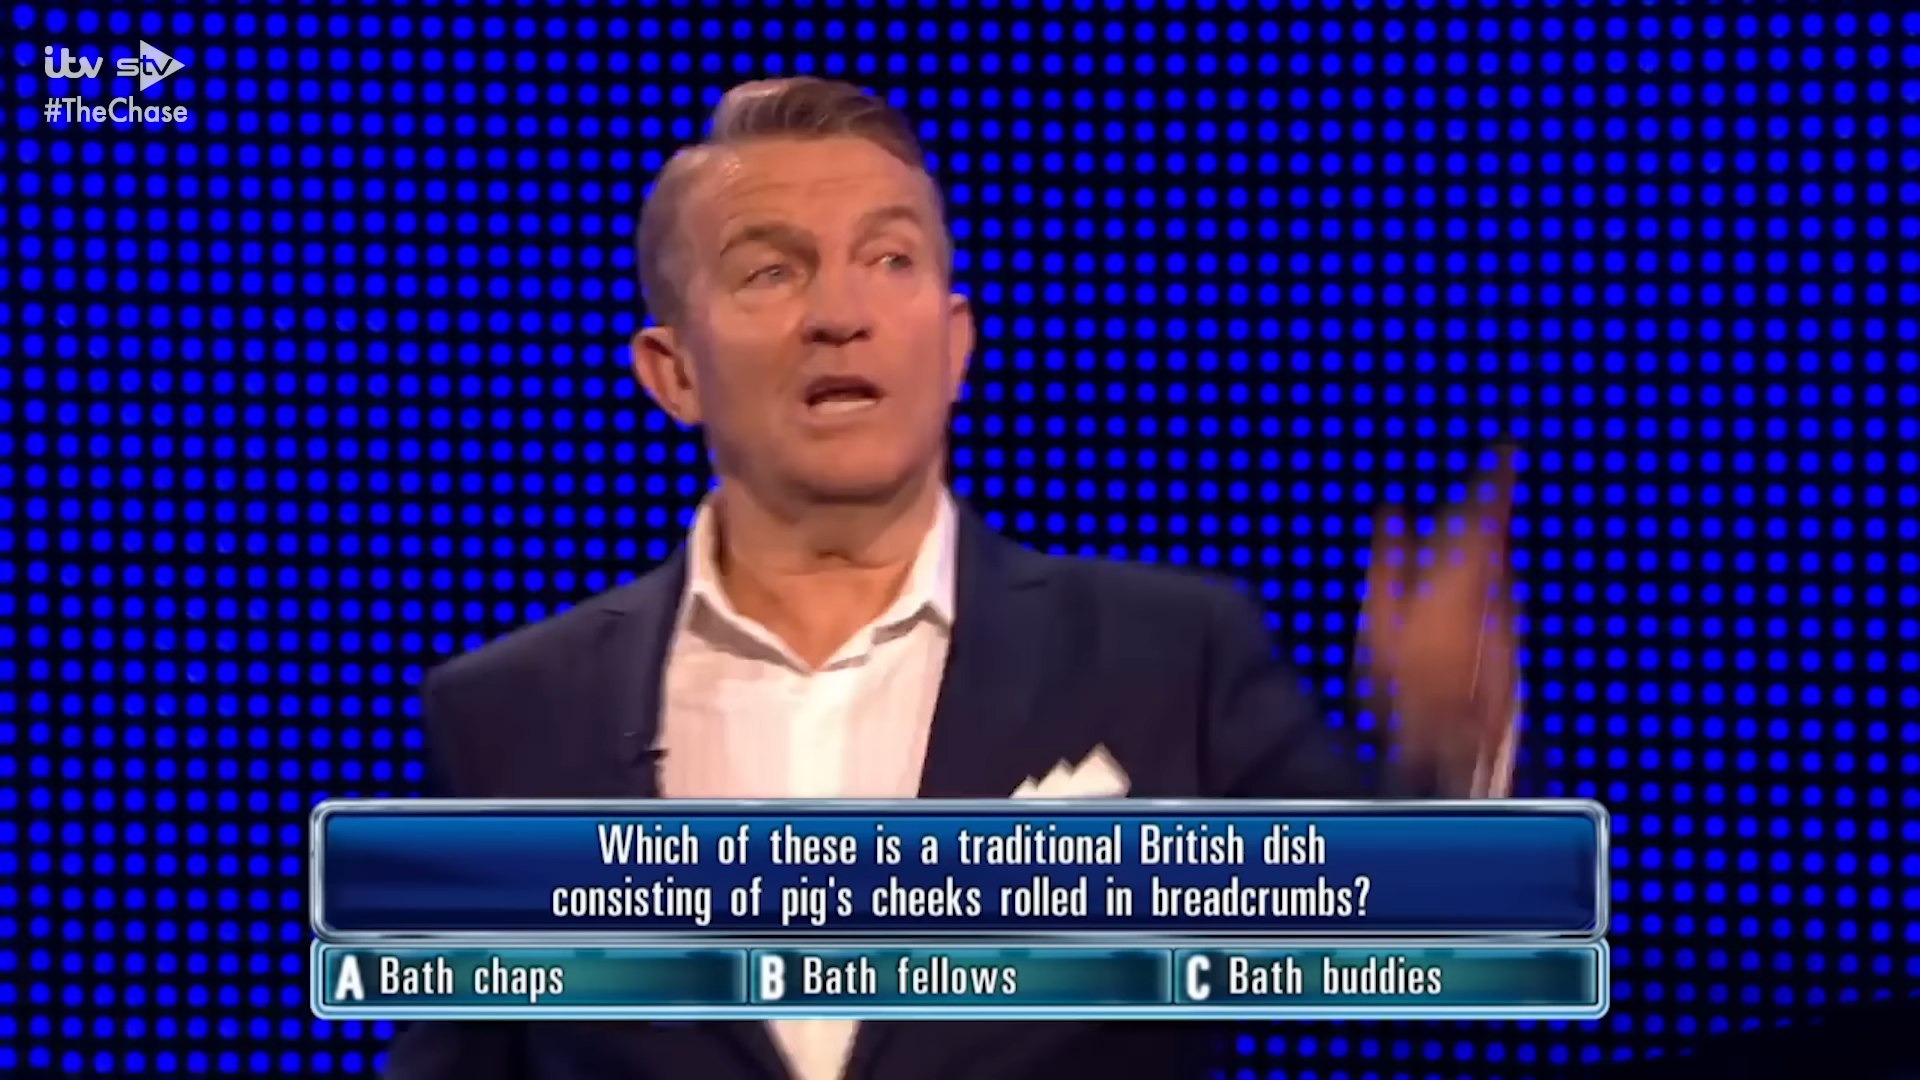 itv stv
#TheChase
Which of these is a traditional British dish
consisting of pig's cheeks rolled in breadcrumbs?
A Bath chaps
B Bath fellows
C Bath buddies